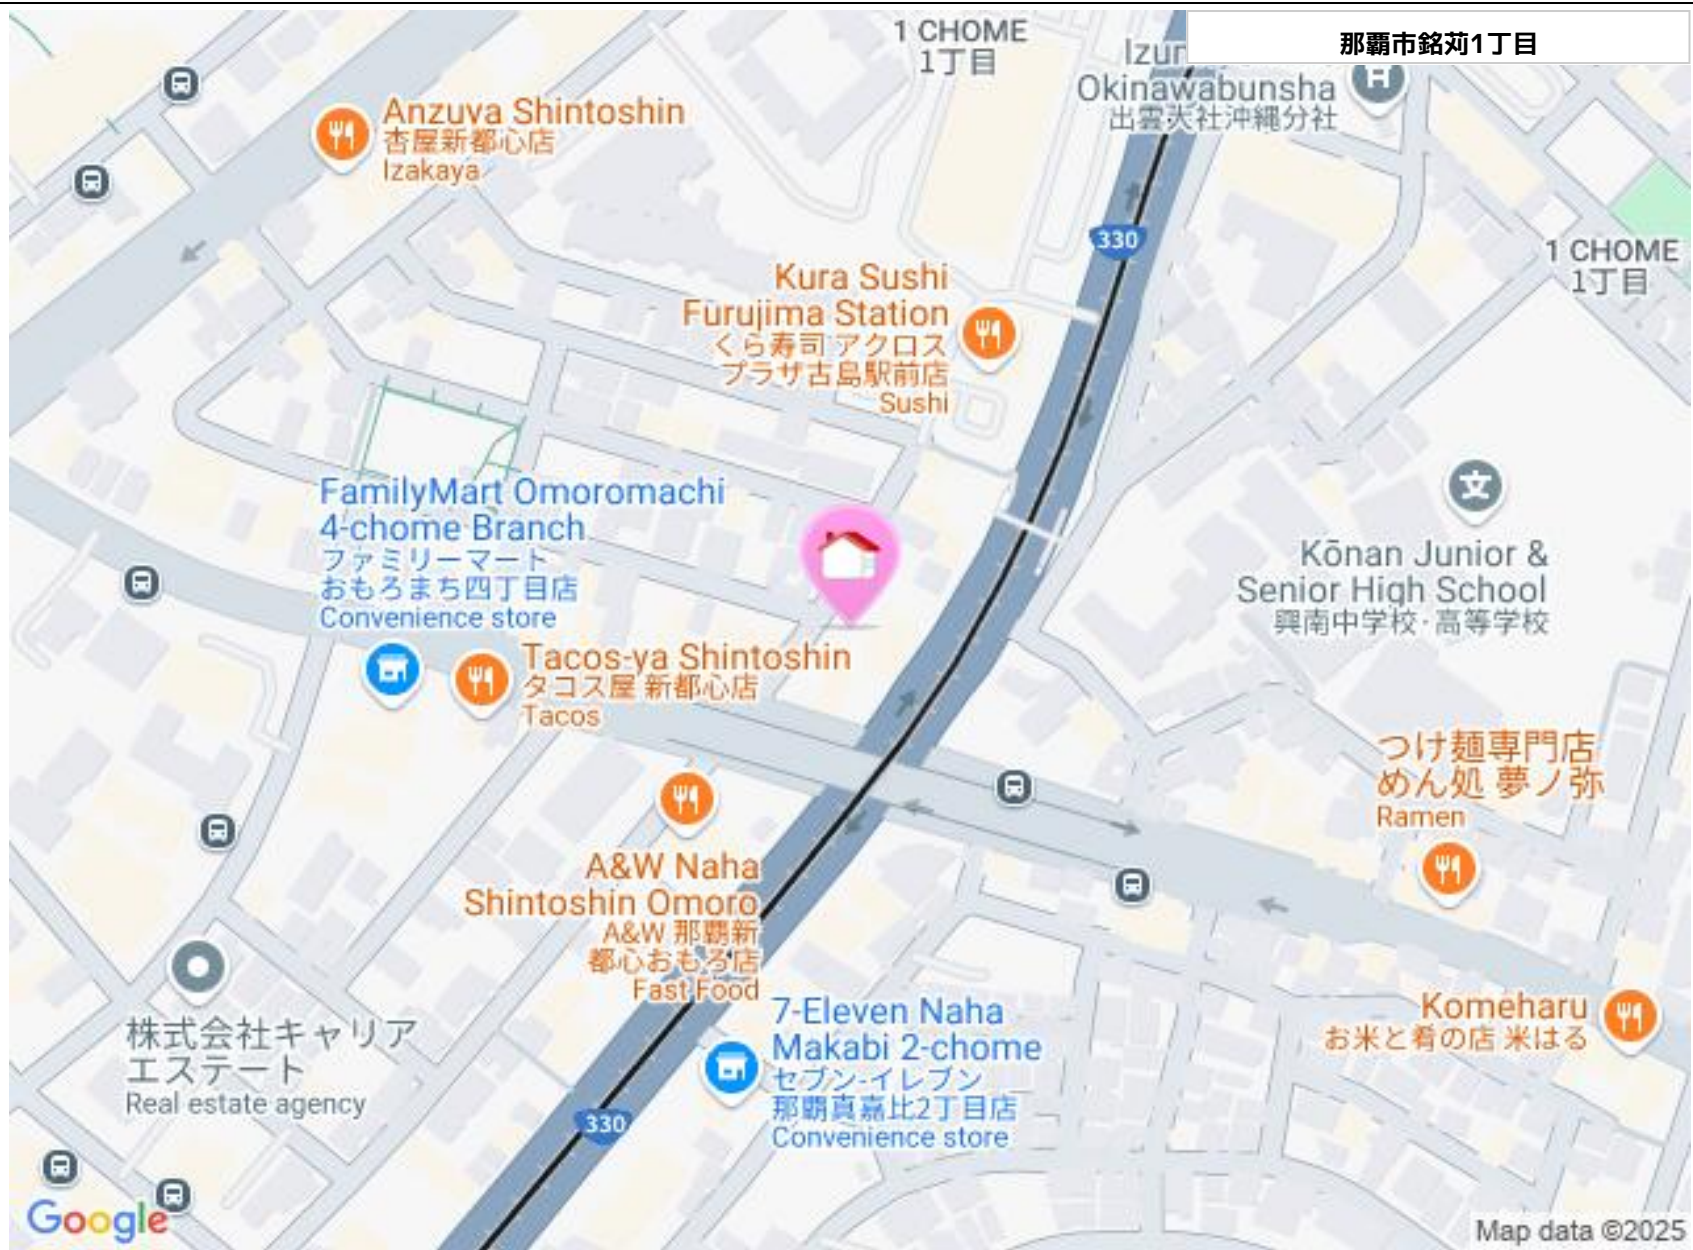 1 CHOME
1丁目
那覇市銘苅1丁目
Okinawabunsha
出雲大社沖縄分社
Anzuya Shintoshin
杏屋新都心店
Izakaya
330
1 CHOME
1丁目
Kura Sushi
Furujima Station
くら寿司 アクロス
プラザ古島駅前店
Sushi
FamilyMart Omoromachi
4-chome Branch
ファミリーマート
おもろまち四丁目店
Convenience store
文
Kōnan Junior &
Senior High School
興南中学校・高等学校
Tacos-ya Shintoshin
タコス屋 新都心店
Tacos
つけ麺専門店
めん処 夢ノ弥
Ramen
A&W Naha
Shintoshin Omoro
A&W 那覇新
都心おもろ店
Fast Food
株式会社キャリア
エステート
Real estate agency
7-Eleven Naha
Makabi 2-chome
セブン-イレブン
那覇真嘉比2丁目店
Convenience store
Komeharu
お米と肴の店 米はる
330
Google
Map data ©2025